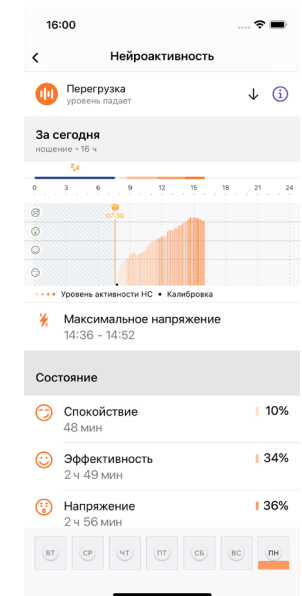 16:00
Нейроактивность
Перегрузка
уровень падает
За сегодня
ношение • 16 ч
z z z
0 3 6 9 12 15 18 21 24
07:30
Уровень активности НС • Калибровка
Максимальное напряжение
14:36 - 14:52
Состояние
Спокойствие 10%
48 мин
Эффективность 34%
2 ч 49 мин
Напряжение 36%
2 ч 56 мин
ВТ СР ЧТ ПТ СБ ВС ПН